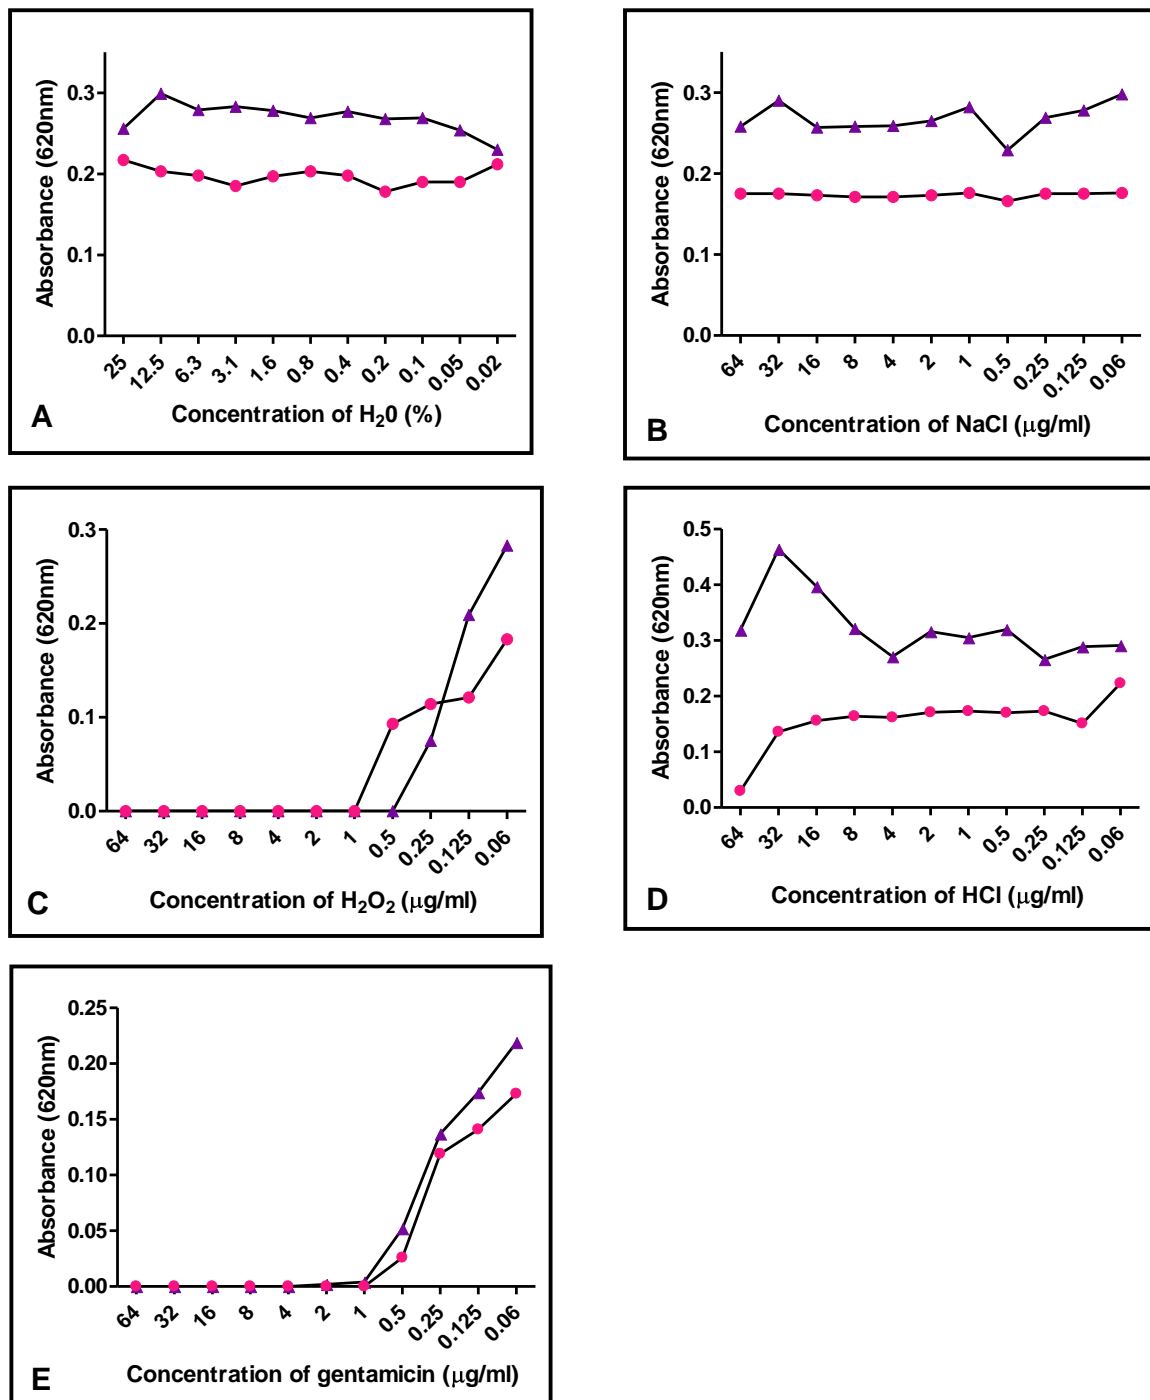 Absorbance (620nm)
0.3
0.2
0.1
0.0
25 12.5 6.3 3.1 1.6 0.8 0.4 0.2 0.1 0.05 0.02
Concentration of H₂0 (%)
A
Absorbance (620nm)
0.3
0.2
0.1
0.0
64 32 16 8 4 2 1 0.5 0.25 0.125 0.06
Concentration of NaCl (μg/ml)
B
Absorbance (620nm)
0.3
0.2
0.1
0.0
64 32 16 8 4 2 1 0.5 0.25 0.125 0.06
Concentration of H₂O₂ (μg/ml)
C
Absorbance (620nm)
0.5
0.4
0.3
0.2
0.1
0.0
64 32 16 8 4 2 1 0.5 0.25 0.125 0.06
Concentration of HCl (μg/ml)
D
Absorbance (620nm)
0.25
0.20
0.15
0.10
0.05
0.00
64 32 16 8 4 2 1 0.5 0.25 0.125 0.06
Concentration of gentamicin (μg/ml)
E